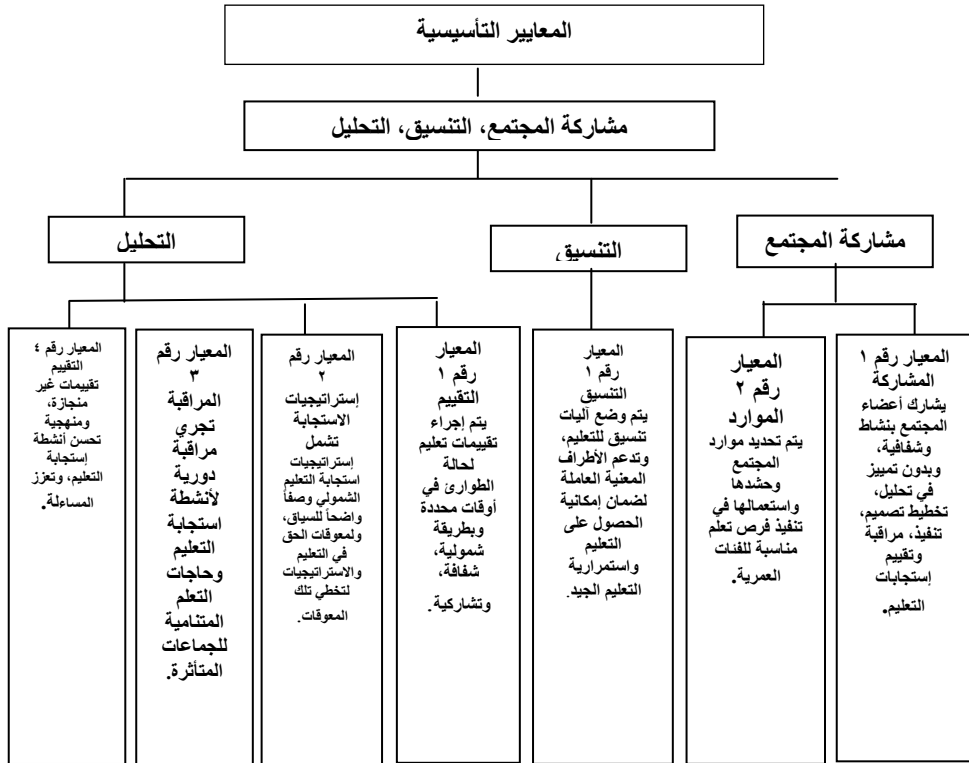 المعايير التأسيسية
مشاركة المجتمع، التنسيق، التحليل
مشاركة المجتمع
التنسيق
التحليل
المعيار رقم ١
المشاركة
يشارك أعضاء
المجتمع بنشاط
وشفافية،
وبدون تمييز
في تحليل،
تخطيط تصميم،
تنفيذ، مراقبة
وتقييم
إستجابات
التعليم.
المعيار
رقم ٢
الموارد
يتم تحديد موارد
المجتمع
وحشدها
واستعمالها في
تنفيذ فرص تعلم
مناسبة للفئات
العمرية.
المعيار
رقم ١
التنسيق
يتم وضع آليات
تنسيق للتعليم،
وتدعم الأطراف
المعنية العاملة
لضمان إمكانية
الحصول على
التعليم
واستمرارية
التعليم الجيد.
المعيار
رقم ١
التقييم
يتم إجراء
تقييمات تعليم
لحالة
الطوارئ في
أوقات محددة
وبطريقة
شمولية،
شفافة،
وتشاركية.
المعيار رقم
٢
إستراتيجيات
الاستجابة
تشمل
إستراتيجيات
استجابة التعليم
الشمولي وصفاً
واضحاً للسياق،
ولمعوقات الحق
في التعليم
والاستراتيجيات
لتخطي تلك
المعوقات.
المعيار رقم
٣
المراقبة
تجري
مراقبة
دورية
لأنشطة
استجابة
التعليم
وحاجات
التعلم
المتنامية
للجماعات
المتأثرة.
المعيار رقم ٤
التقييم
تقييمات غير
منجازة،
ومنهجية
تحسن أنشطة
إستجابة
التعليم، وتعزز
المساءلة.